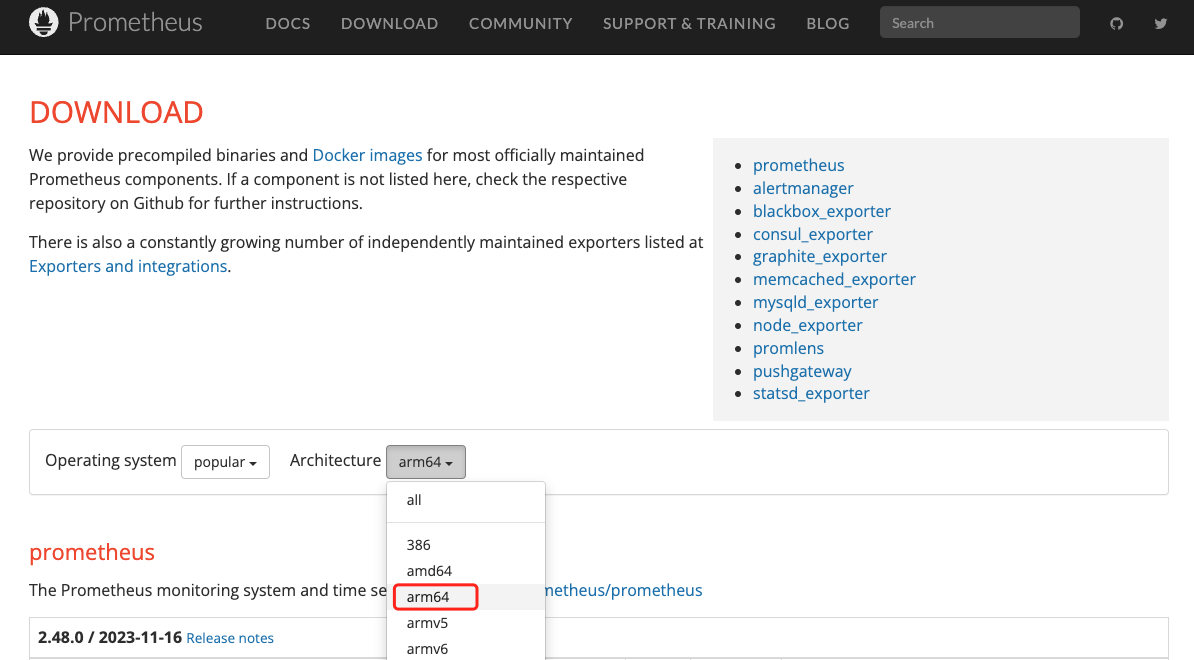 Prometheus DOCS DOWNLOAD COMMUNITY SUPPORT & TRAINING BLOG Search
DOWNLOAD
We provide precompiled binaries and Docker images for most officially maintained
Prometheus components. If a component is not listed here, check the respective
repository on Github for further instructions.
There is also a constantly growing number of independently maintained exporters listed at
Exporters and integrations.
prometheus
alertmanager
blackbox_exporter
consul_exporter
graphite_exporter
memcached_exporter
mysqld_exporter
node_exporter
promlens
pushgateway
statsd_exporter
Operating system popular Architecture arm64
all
386
amd64
arm64
armv5
armv6
prometheus
The Prometheus monitoring system and time se metheus/prometheus
2.48.0 / 2023-11-16 Release notes